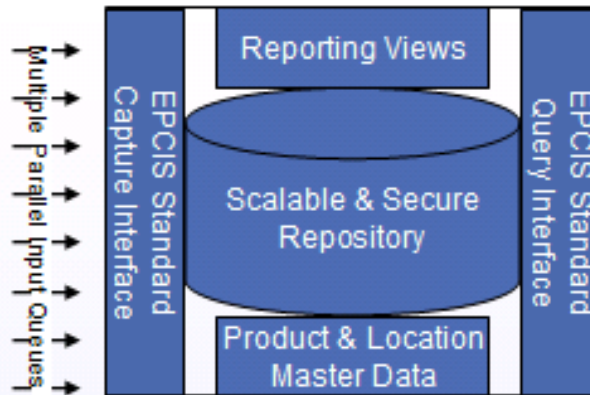 Multiple Parallel Input Queues
EPCIS Standard
Capture Interface
Reporting Views
Scalable & Secure
Repository
Product & Location
Master Data
EPCIS Standard
Query Interface